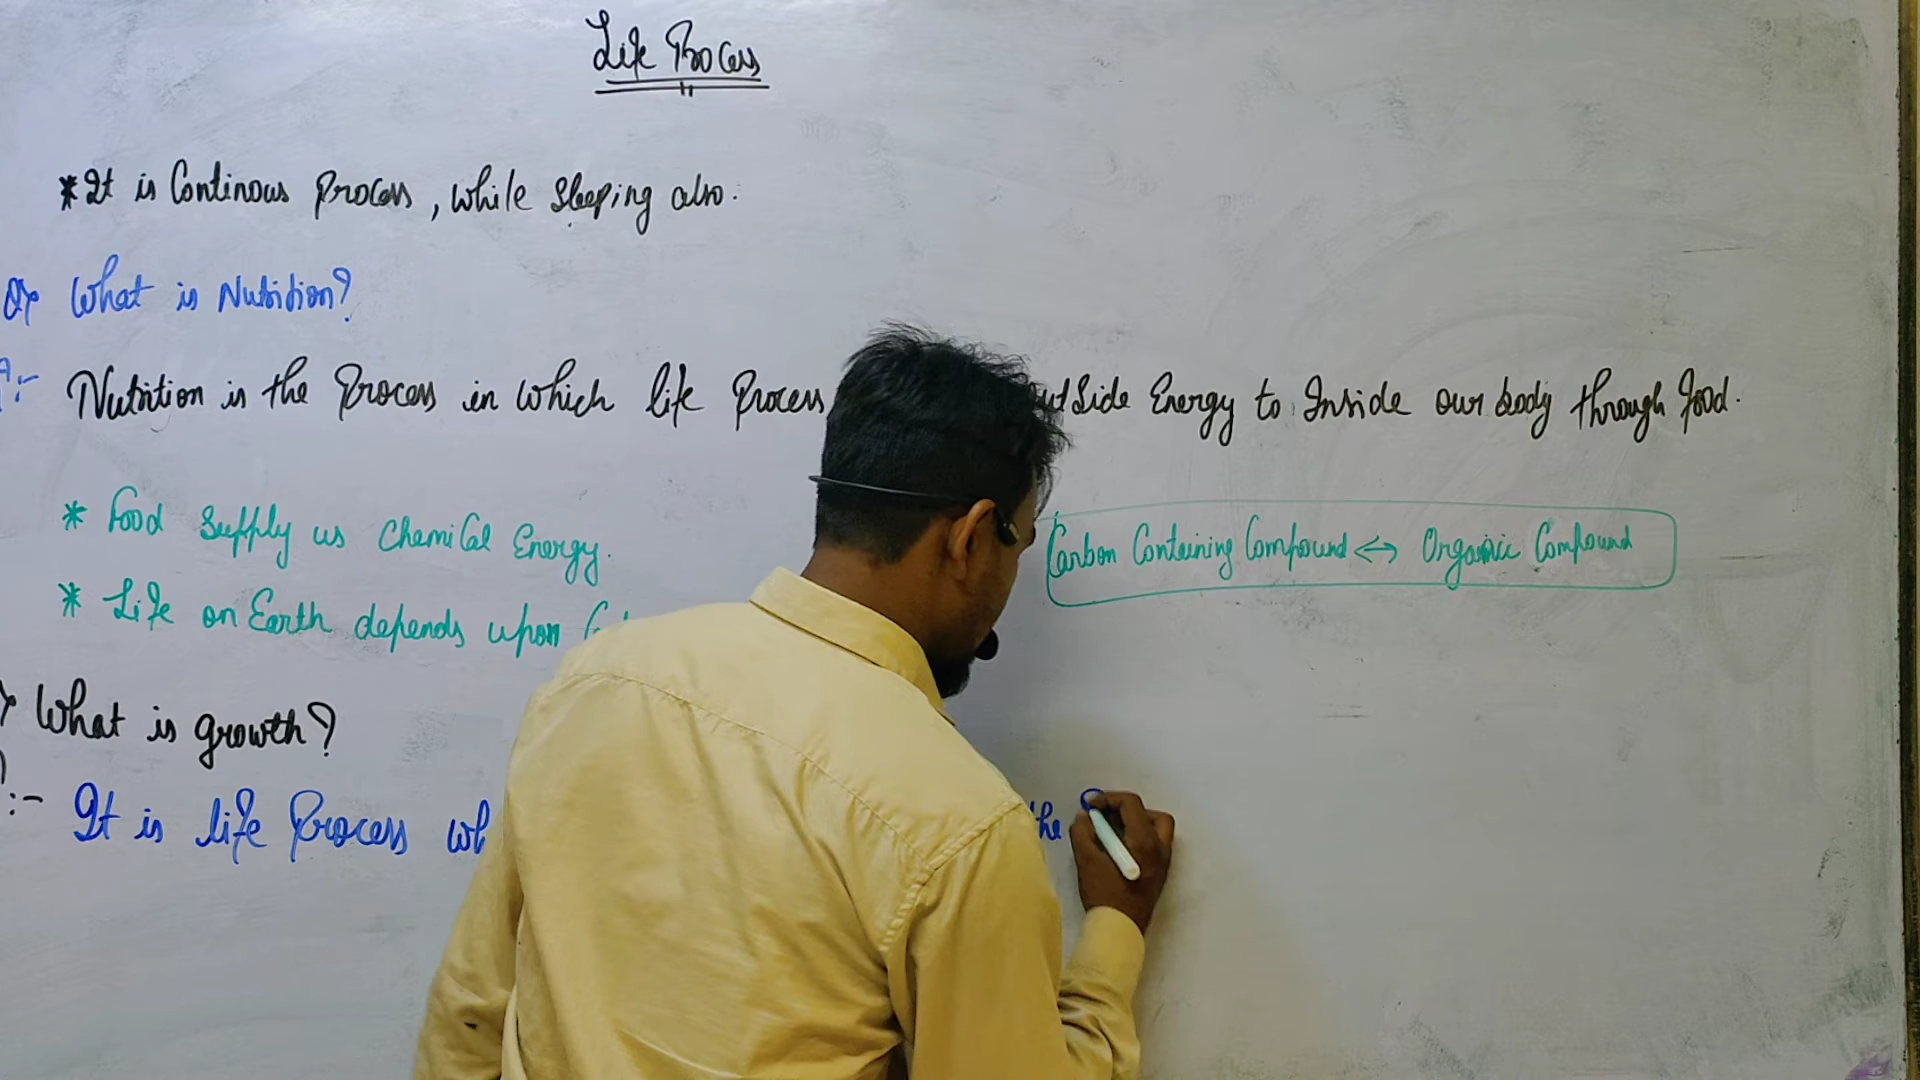 Life Process
* It is Continous Process, while Sleeping also.
Q> What is Nutrition?
A:- Nutrition is the Process in which life Process Side Energy to Inside our body through food.
* Food Supply us Chemical Energy.
Carbon Containing Compound <-> Organic Compound
* Life on Earth depends upon
What is growth?
:- It is life Process the